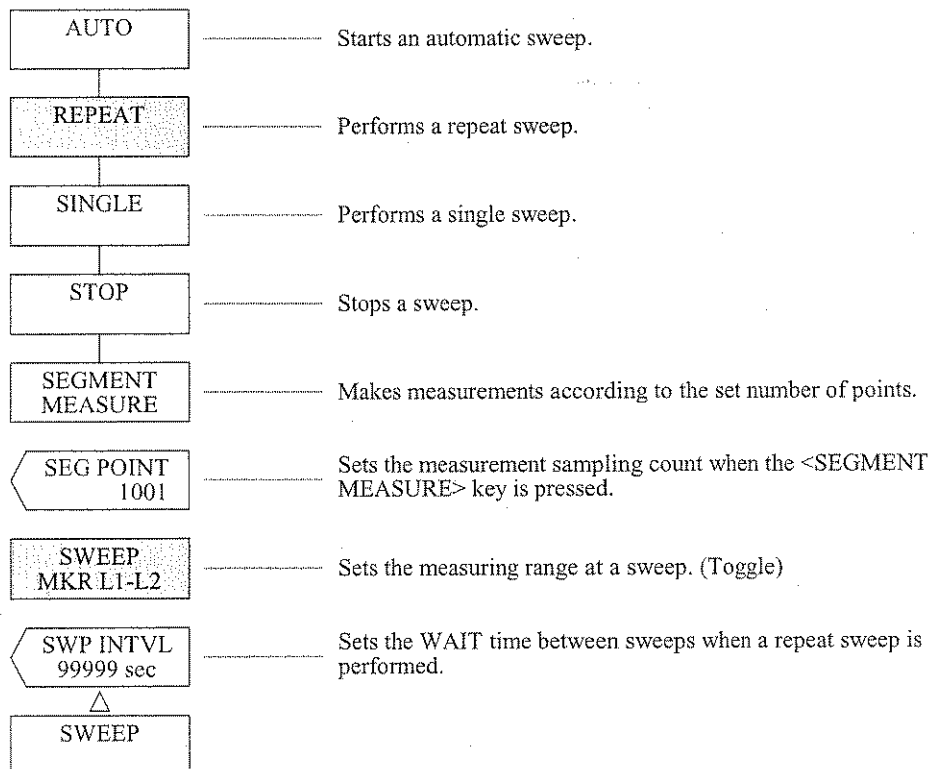 AUTO
Starts an automatic sweep.
REPEAT
Performs a repeat sweep.
SINGLE
Performs a single sweep.
STOP
Stops a sweep.
SEGMENT
MEASURE
Makes measurements according to the set number of points.
SEG POINT
1001
Sets the measurement sampling count when the <SEGMENT
MEASURE> key is pressed.
SWEEP
MKR L1-L2
Sets the measuring range at a sweep. (Toggle)
SWP INTVL
99999 sec
Sets the WAIT time between sweeps when a repeat sweep is
performed.
SWEEP